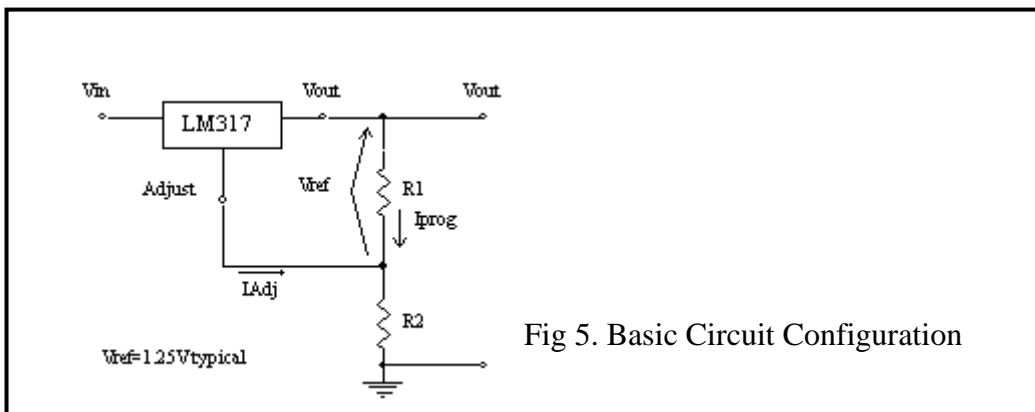 Vin
Vout
Vout
LM317
Adjust
Vref
R1
Iprog
IAdj
R2
Vref=1.25Vtypical
Fig 5. Basic Circuit Configuration